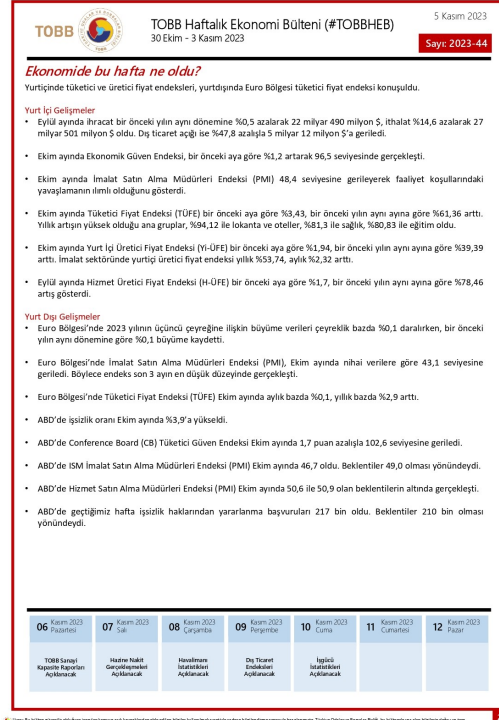 TOBB
TOBB Haftalık Ekonomi Bülteni (#TOBBHEB)
30 Ekim - 3 Kasım 2023
5 Kasım 2023
Sayı: 2023-44
Ekonomide bu hafta ne oldu?
Yurtiçinde tüketici ve üretici fiyat endeksleri, yurtdışında Euro Bölgesi tüketici fiyat endeksi konuşuldu.
Yurt İçi Gelişmeler
• Eylül ayında ihracat bir önceki yılın aynı dönemine %0,5 azalarak 22 milyar 490 milyon $, ithalat %14,6 azalarak 27
milyar 501 milyon $ oldu. Dış ticaret açığı ise %47,8 azalışla 5 milyar 12 milyon $'a geriledi.
• Ekim ayında Ekonomik Güven Endeksi, bir önceki aya göre %1,2 artarak 96,5 seviyesinde gerçekleşti.
• Ekim ayında İmalat Satın Alma Müdürleri Endeksi (PMI) 48,4 seviyesine gerileyerek faaliyet koşullarındaki
yavaşlamanın ılımlı olduğunu gösterdi.
• Ekim ayında Tüketici Fiyat Endeksi (TÜFE) bir önceki aya göre %3,43, bir önceki yılın aynı ayına göre %61,36 arttı.
Yıllık artışın yüksek olduğu ana gruplar, %94,12 ile lokanta ve oteller, %81,3 ile sağlık, %80,83 ile eğitim oldu.
• Ekim ayında Yurt İçi Üretici Fiyat Endeksi (Yi-ÜFE) bir önceki aya göre %1,94, bir önceki yılın aynı ayına göre %39,39
arttı. İmalat sektöründe yurtiçi üretici fiyat endeksi yıllık %53,74, aylık %2,32 arttı.
• Eylül ayında Hizmet Üretici Fiyat Endeksi (H-ÜFE) bir önceki aya göre %1,7, bir önceki yılın aynı ayına göre %78,46
artış gösterdi.
Yurt Dışı Gelişmeler
• Euro Bölgesi'nde 2023 yılının üçüncü çeyreğine ilişkin büyüme verileri çeyreklik bazda %0,1 daralırken, bir önceki
yılın aynı dönemine göre %0,1 büyüme kaydetti.
• Euro Bölgesi'nde İmalat Satın Alma Müdürleri Endeksi (PMI), Ekim ayında nihai verilere göre 43,1 seviyesine
geriledi. Böylece endeks son 3 ayın en düşük düzeyinde gerçekleşti.
• Euro Bölgesi'nde Tüketici Fiyat Endeksi (TÜFE) Ekim ayında aylık bazda %0,1, yıllık bazda %2,9 arttı.
• ABD'de işsizlik oranı Ekim ayında %3,9'a yükseldi.
• ABD'de Conference Board (CB) Tüketici Güven Endeksi Ekim ayında 1,7 puan azalışla 102,6 seviyesine geriledi.
• ABD'de ISM İmalat Satın Alma Müdürleri Endeksi (PMI) Ekim ayında 46,7 oldu. Beklentiler 49,0 olması yönündeydi.
• ABD'de Hizmet Satın Alma Müdürleri Endeksi (PMI) Ekim ayında 50,6 ile 50,9 olan beklentilerin altında gerçekleşti.
• ABD'de geçtiğimiz hafta işsizlik haklarından yararlanma başvuruları 217 bin oldu. Beklentiler 210 bin olması
yönündeydi.
06 Kasım 2023 Pazartesi
07 Kasım 2023 Salı
08 Kasım 2023 Çarşamba
09 Kasım 2023 Perşembe
10 Kasım 2023 Cuma
11 Kasım 2023 Cumartesi
12 Kasım 2023 Pazar
TOBB Sanayi
Kapasite Raporları
Açıklanacak
Hazine Nakit
Gerçekleşmeleri
Açıklanacak
Havalimanı
İstatistikleri
Açıklanacak
Dış Ticaret
Endeksleri
Açıklanacak
İşgücü
İstatistikleri
Açıklanacak